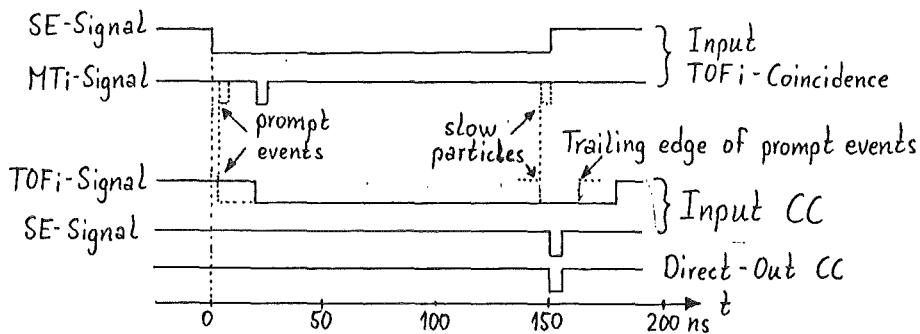 SE-Signal
Input
TOFi-Coincidence
MTi-Signal
prompt
events
slow
particles
Trailing edge of prompt events
TOFi-Signal
Input CC
SE-Signal
Direct-Out CC
0 50 100 150 200 ns t